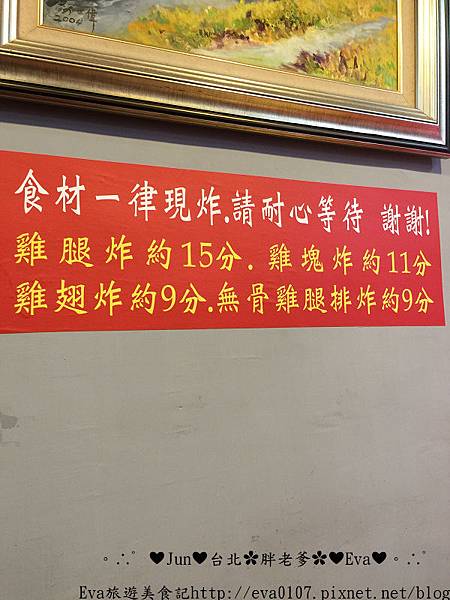 2004
食材一律現炸.請耐心等待 謝謝!
雞腿炸約15分.雞塊炸約11分
雞翅炸約9分.無骨雞腿排炸約9分
。.:˙゜♥Jun♥台北✿胖老爹✿♥Eva♥。.:˙゜
Eva旅遊美食記http://eva0107.pixnet.net/blog